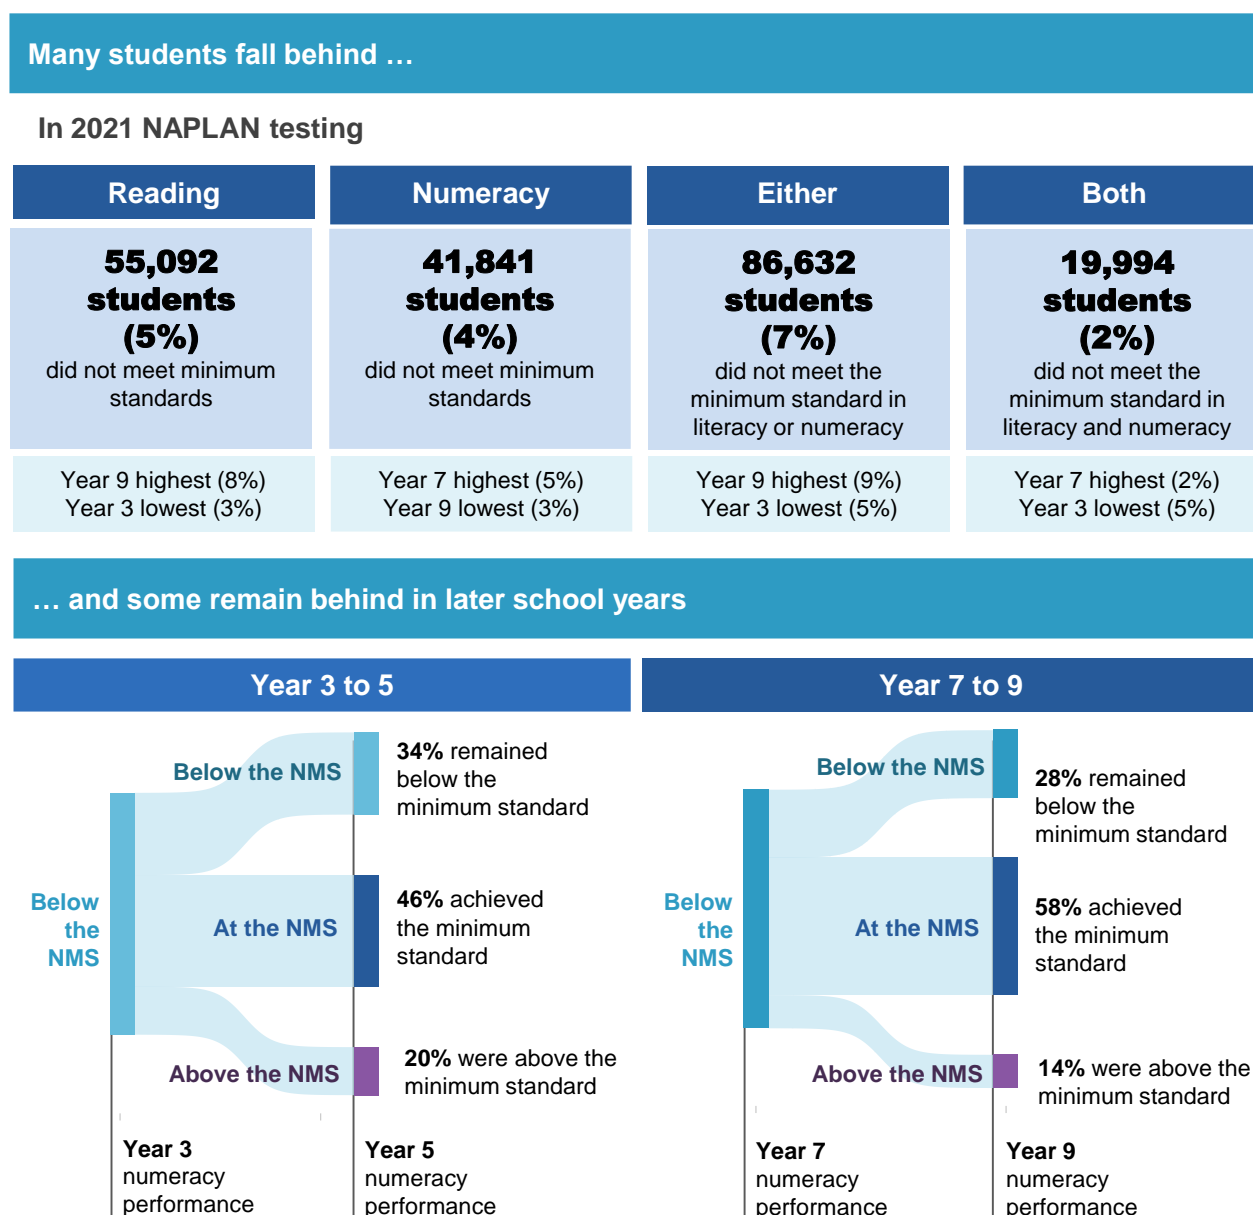 Many students fall behind …
In 2021 NAPLAN testing
Reading
55,092
students
(5%)
did not meet minimum
standards
Year 9 highest (8%)
Year 3 lowest (3%)
Numeracy
41,841
students
(4%)
did not meet minimum
standards
Year 7 highest (5%)
Year 9 lowest (3%)
Either
86,632
students
(7%)
did not meet the
minimum standard in
literacy or numeracy
Year 9 highest (9%)
Year 3 lowest (5%)
Both
19,994
students
(2%)
did not meet the
minimum standard in
literacy and numeracy
Year 7 highest (2%)
Year 3 lowest (5%)
… and some remain behind in later school years
Year 3 to 5
Below
the
NMS
Below the NMS
34% remained
below the
minimum standard
At the NMS
46% achieved
the minimum
standard
Above the NMS
20% were above the
minimum standard
Year 3
numeracy
performance
Year 5
numeracy
performance
Year 7 to 9
Below
the
NMS
Below the NMS
28% remained
below the
minimum standard
At the NMS
58% achieved
the minimum
standard
Above the NMS
14% were above the
minimum standard
Year 7
numeracy
performance
Year 9
numeracy
performance